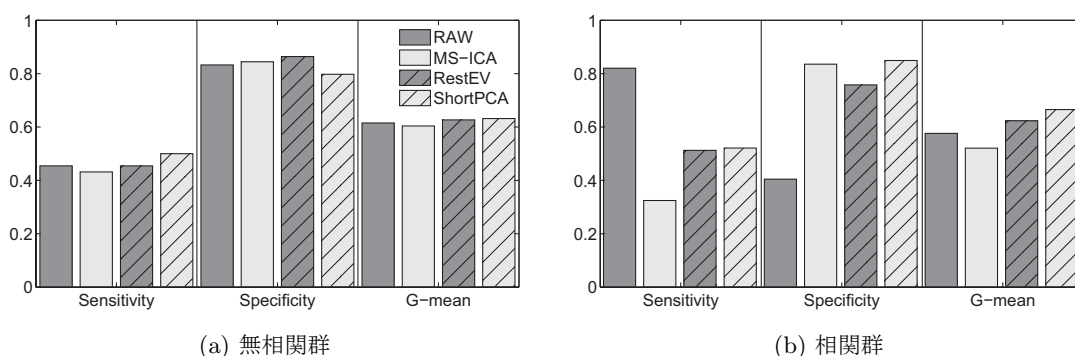 1
0.8
0.6
0.4
0.2
0
Sensitivity Specificity G−mean
RAW
MS−ICA
RestEV
ShortPCA
(a) 無相関群
1
0.8
0.6
0.4
0.2
0
Sensitivity Specificity G−mean
(b) 相関群